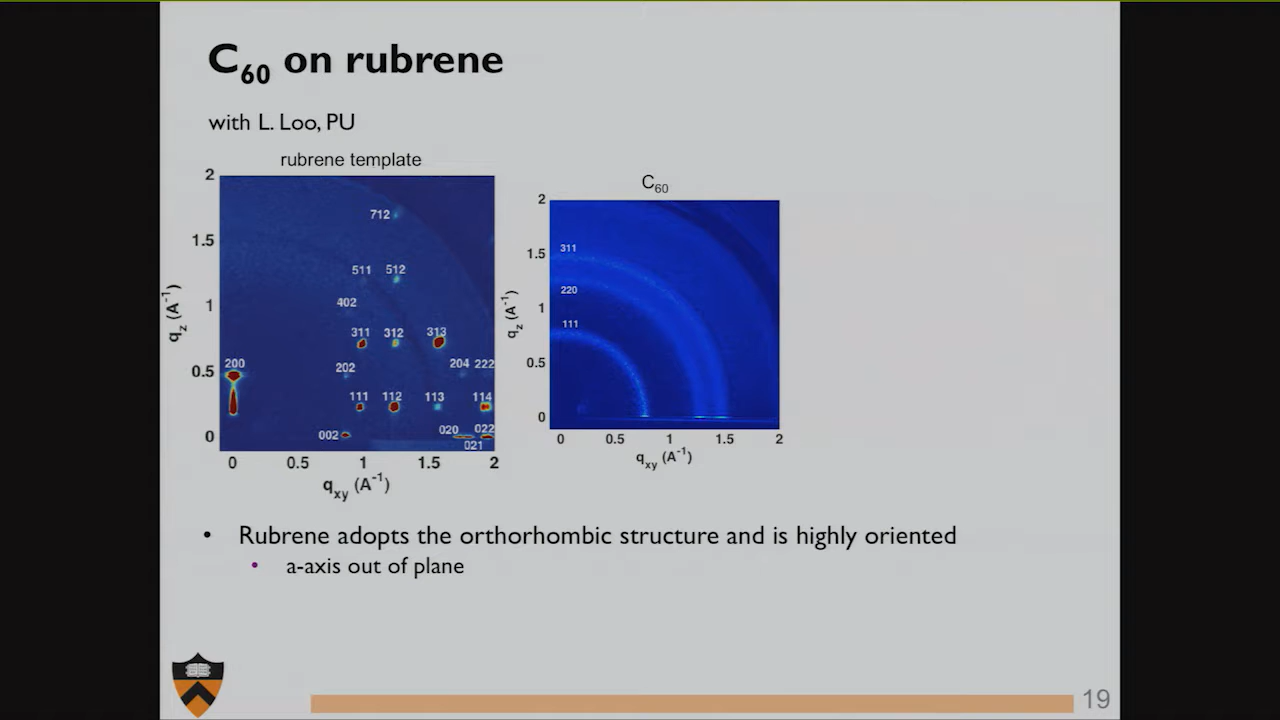 C60 on rubrene
with L. Loo, PU
rubrene template
2
1.5
1
0.5
0
qz (A-1)
712
511 512
402
311 312 313
200 202 204 222
111 112 113 114
002 020 022
021
0 0.5 1 1.5 2
qxy (A-1)
C60
2
1.5
1
0.5
0
qz (A-1)
311
220
111
0 0.5 1 1.5 2
qxy (A-1)
• Rubrene adopts the orthorhombic structure and is highly oriented
• a-axis out of plane
19